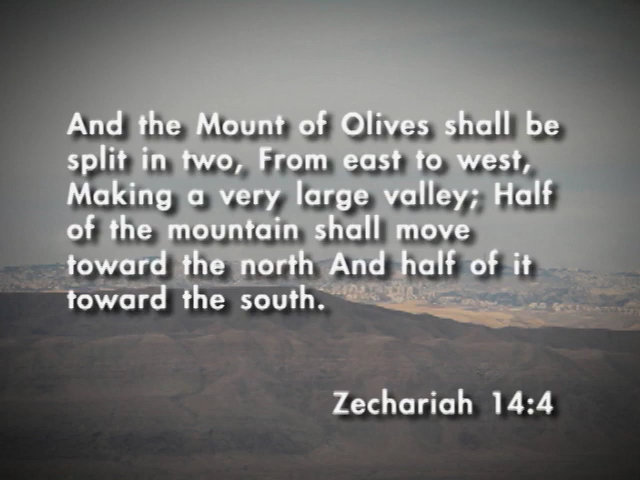 And the Mount of Olives shall be
split in two, From east to west,
Making a very large valley; Half
of the mountain shall move
toward the north And half of it
toward the south.
Zechariah 14:4